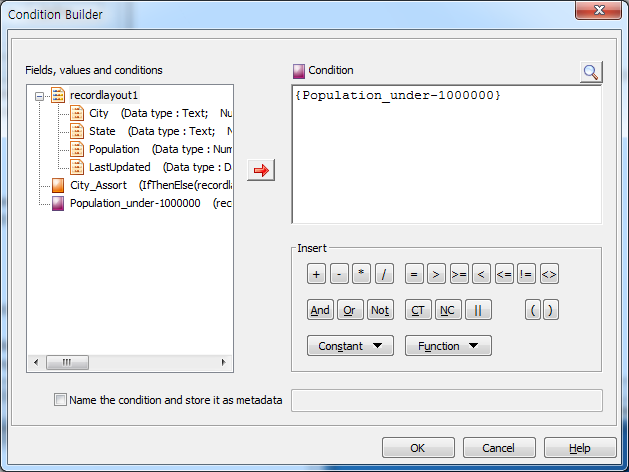 Condition Builder
Fields, values and conditions
recordlayout1
City (Data type : Text; Nu
State (Data type : Text; N
Population (Data type : Num
LastUpdated (Data type : D
City_Assort (IfThenElse(recordla
Population_under-1000000 (rec
Condition
{Population_under-1000000}
Insert
+ - * / = > >= < <= != <>
And Or Not CT NC || ( )
Constant Function
Name the condition and store it as metadata
OK Cancel Help